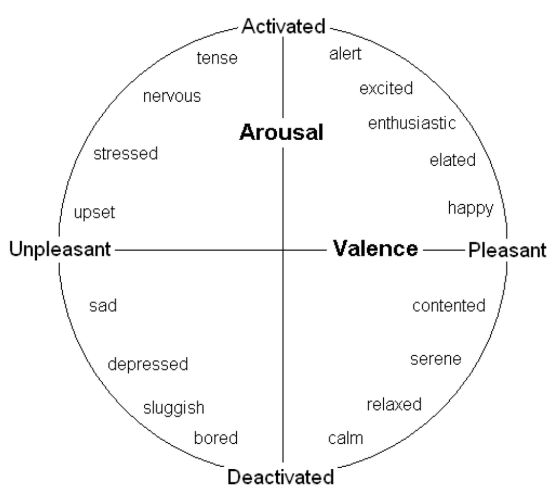 Activated
tense
alert
nervous
excited
Arousal
enthusiastic
stressed
elated
upset
happy
Unpleasant
Valence
Pleasant
sad
contented
depressed
serene
sluggish
relaxed
bored
calm
Deactivated